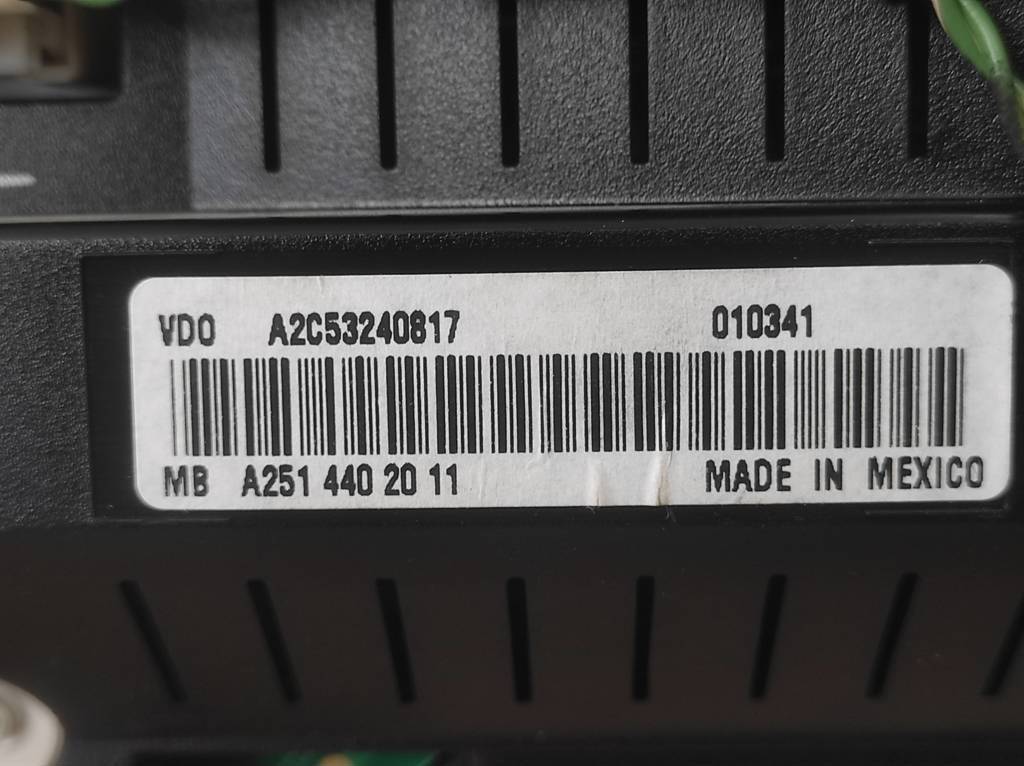 VDO A2C53240817 010341
MB A251 440 20 11 MADE IN MEXICO